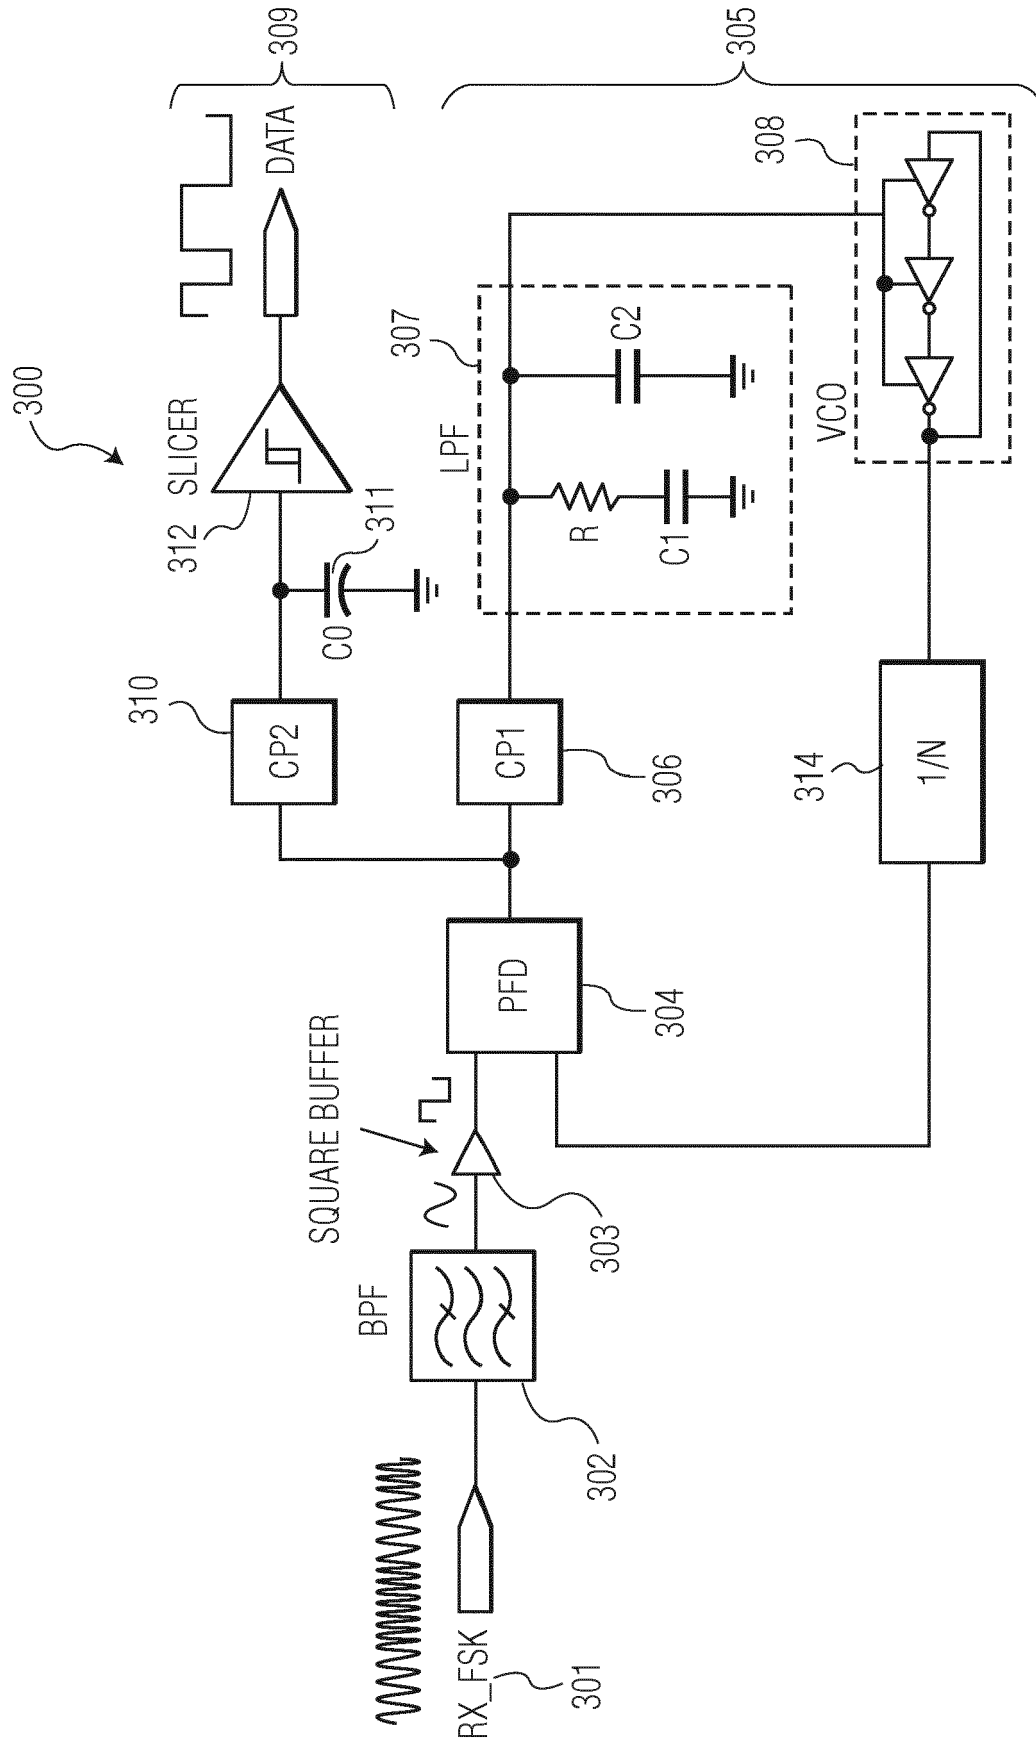 300
RX_FSK
301
BPF
302
SQUARE BUFFER
303
PFD
304
CP2
310
C0
311
SLICER
312
DATA
309
CP1
306
LPF
307
R
C1
C2
305
VCO
308
1/N
314